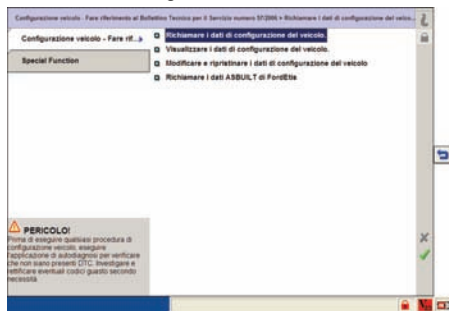 Configurazione veicolo - Fare riferimento al Bollettino Tecnico per il Servizio numero 57/2006 • Richiamare i dati di configurazione del veico...
Configurazione veicolo - Fare rif...
Special Function
Richiamare i dati di configurazione del veicolo.
Visualizzare i dati di configurazione del veicolo.
Modificare e ripristinare i dati di configurazione del veicolo
Richiamare i dati ASBUILT di FordEtis
PERICOLO!
Prima di eseguire qualsiasi procedura di
configurazione veicolo, eseguire
l'applicazione di autodiagnosi per verificare
che non siano presenti DTC. Investigare e
rettificare eventuali codici guasto secondo
necessità